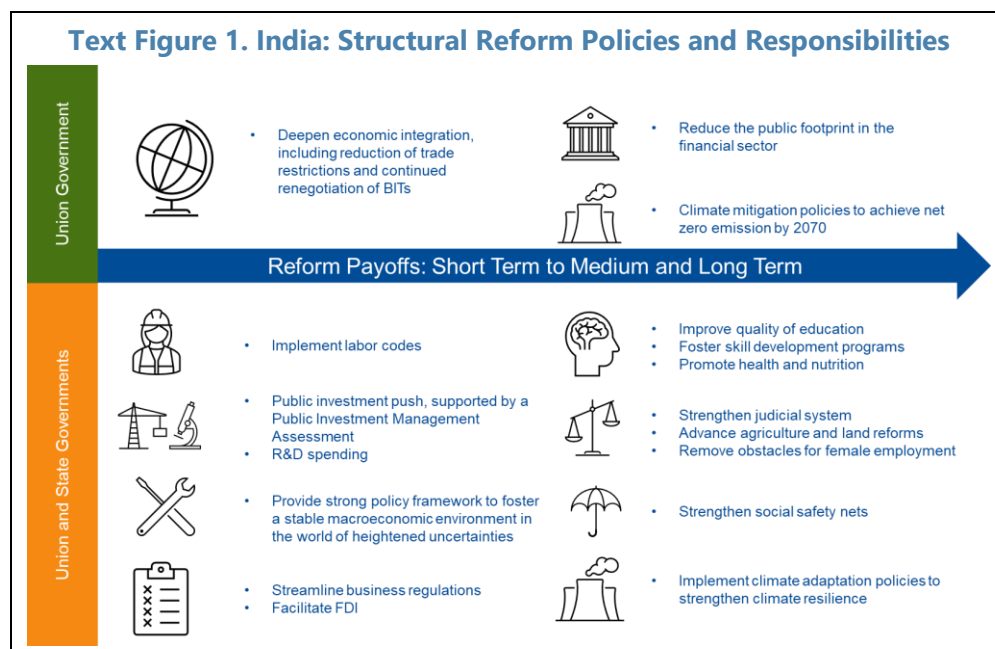 Text Figure 1. India: Structural Reform Policies and Responsibilities
Union Government
• Deepen economic integration,
including reduction of trade
restrictions and continued
renegotiation of BITs
• Reduce the public footprint in the
financial sector
• Climate mitigation policies to achieve net
zero emission by 2070
Reform Payoffs: Short Term to Medium and Long Term
Union and State Governments
• Implement labor codes
• Public investment push, supported by a
Public Investment Management
Assessment
• R&D spending
• Provide strong policy framework to foster
a stable macroeconomic environment in
the world of heightened uncertainties
• Streamline business regulations
• Facilitate FDI
• Improve quality of education
• Foster skill development programs
• Promote health and nutrition
• Strengthen judicial system
• Advance agriculture and land reforms
• Remove obstacles for female employment
• Strengthen social safety nets
• Implement climate adaptation policies to
strengthen climate resilience